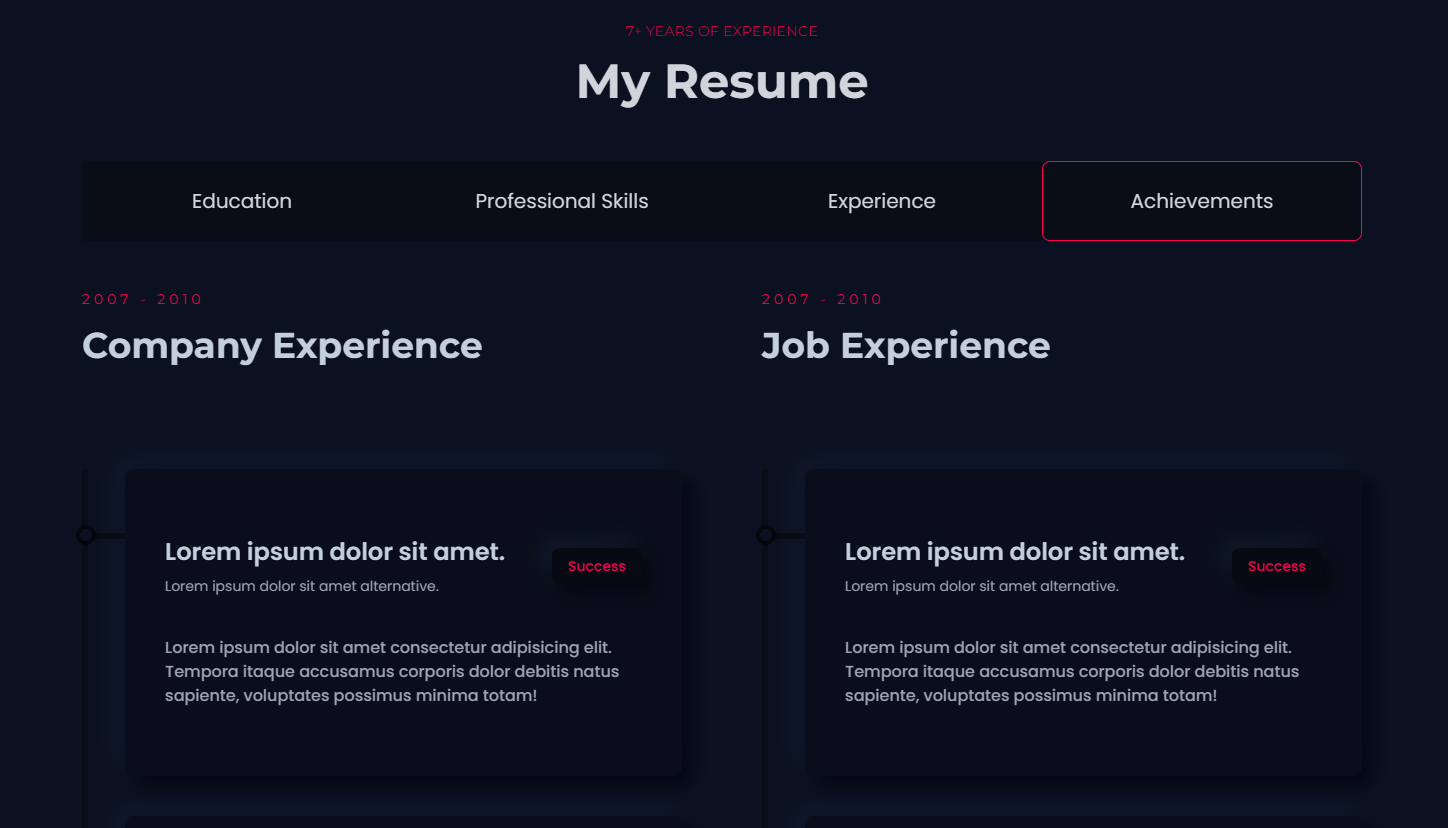 7+ YEARS OF EXPERIENCE
My Resume
Education
Professional Skills
Experience
Achievements
2007 - 2010
Company Experience
Lorem ipsum dolor sit amet.
Lorem ipsum dolor sit amet alternative.
Success
Lorem ipsum dolor sit amet consectetur adipisicing elit.
Tempora itaque accusamus corporis dolor debitis natus
sapiente, voluptates possimus minima totam!
2007 - 2010
Job Experience
Lorem ipsum dolor sit amet.
Lorem ipsum dolor sit amet alternative.
Success
Lorem ipsum dolor sit amet consectetur adipisicing elit.
Tempora itaque accusamus corporis dolor debitis natus
sapiente, voluptates possimus minima totam!